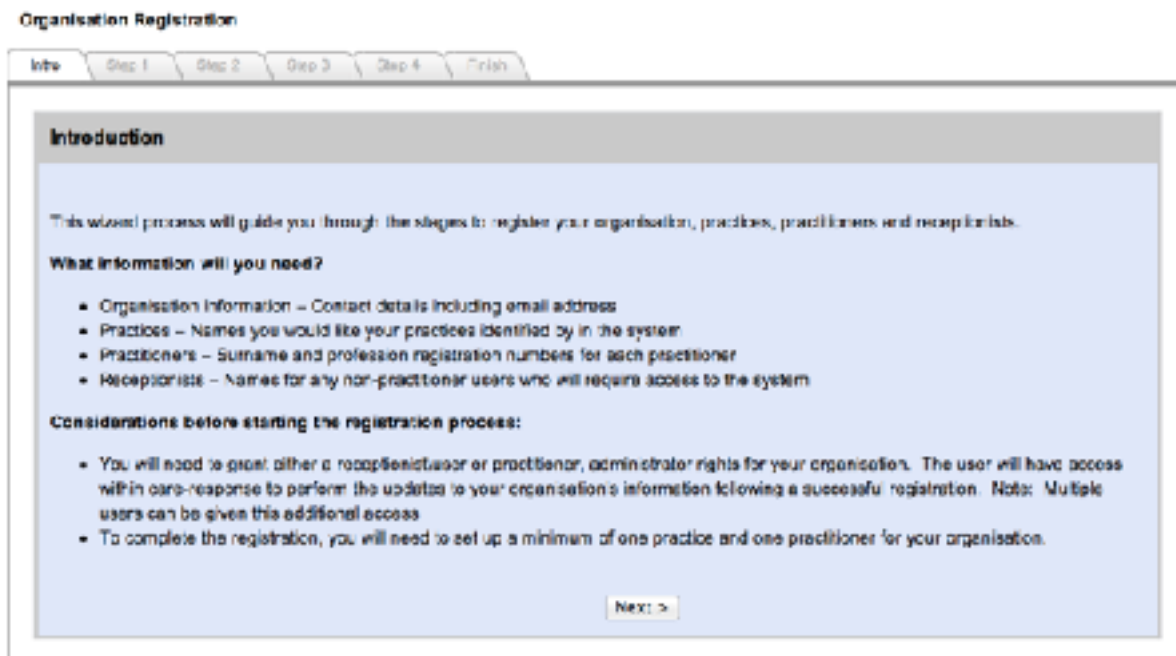 Organisation Registration
Intro Step 1 Step 2 Step 3 Step 4 Finish
Introduction
This wizard process will guide you through the stages to register your organisation, practices, practitioners and receptionists.
What information will you need?
• Organisation Information – Contact details including email address
• Practices – Names you would like your practices identified by in the system
• Practitioners – Surname and profession registration numbers for each practitioner
• Receptionists – Names for any non-practitioner users who will require access to the system
Considerations before starting the registration process:
• You will need to grant either a receptionist/user or practitioner, administrator rights for your organisation. The user will have access
within care-response to perform the updates to your organisation's information following a successful registration. Note: Multiple
users can be given this additional access
• To complete the registration, you will need to set up a minimum of one practice and one practitioner for your organisation.
Next >